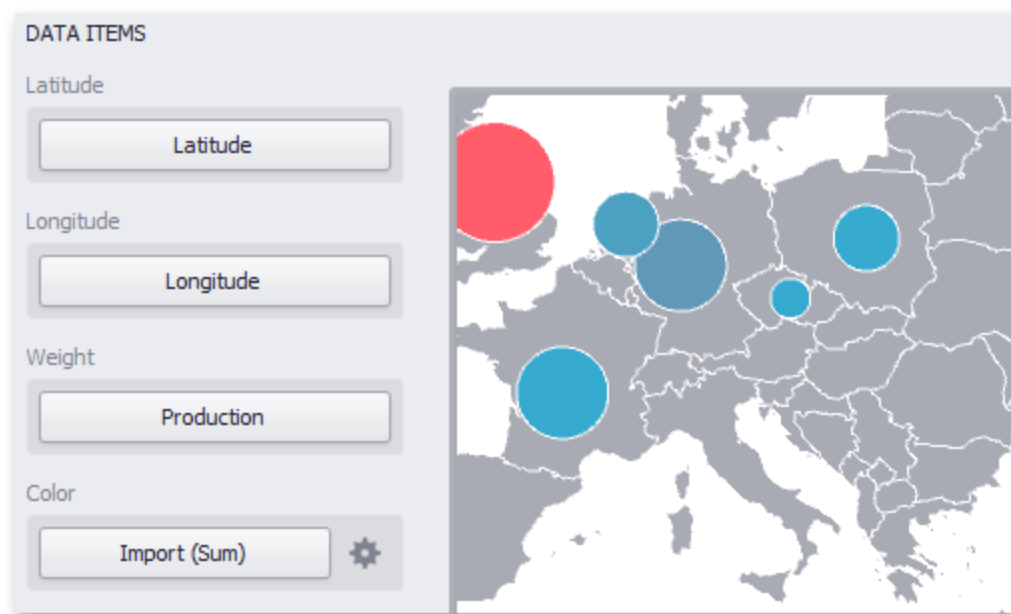 DATA ITEMS
Latitude
Latitude
Longitude
Longitude
Weight
Production
Color
Import (Sum)